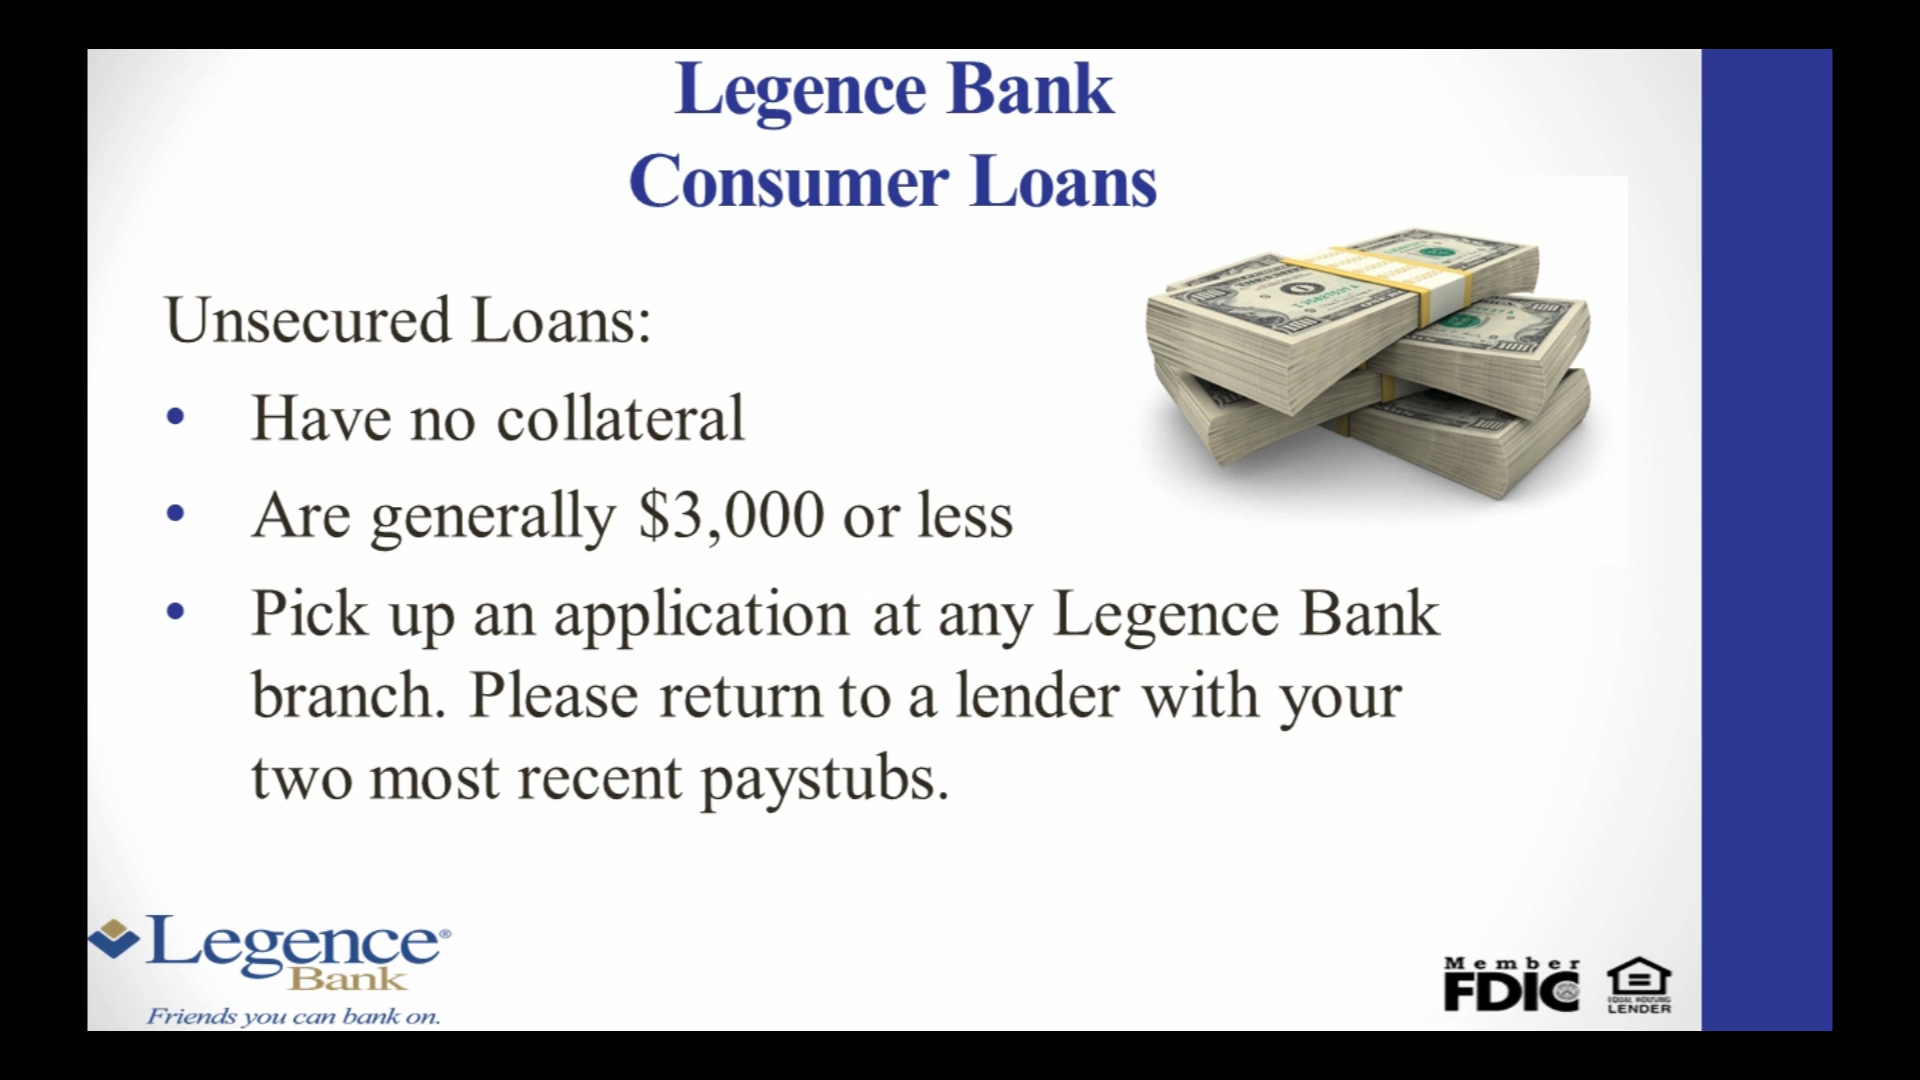 Legence Bank
Consumer Loans
Unsecured Loans:
• Have no collateral
• Are generally $3,000 or less
• Pick up an application at any Legence Bank
branch. Please return to a lender with your
two most recent paystubs.
Legence®
Bank
Friends you can bank on.
Member
FDIC
EQUAL HOUSING
LENDER